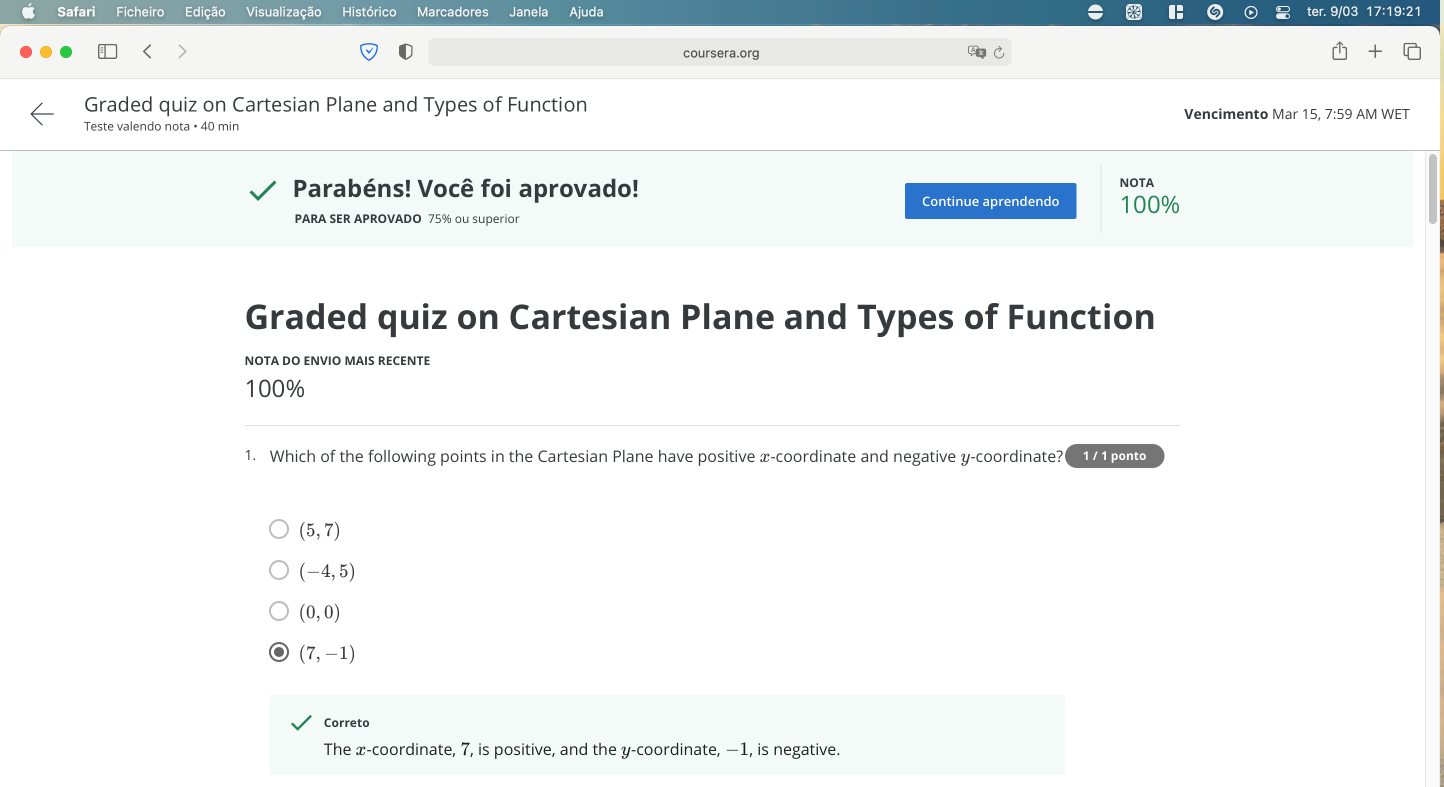 Safari Ficheiro Edição Visualização Histórico Marcadores Janela Ajuda ter. 9/03 17:19:21
coursera.org
Graded quiz on Cartesian Plane and Types of Function
Teste valendo nota • 40 min
Vencimento Mar 15, 7:59 AM WET
Parabéns! Você foi aprovado!
PARA SER APROVADO 75% ou superior
Continue aprendendo
NOTA
100%
Graded quiz on Cartesian Plane and Types of Function
NOTA DO ENVIO MAIS RECENTE
100%
1. Which of the following points in the Cartesian Plane have positive x-coordinate and negative y-coordinate? 1 / 1 ponto
(5, 7)
(−4, 5)
(0, 0)
(7, −1)
Correto
The x-coordinate, 7, is positive, and the y-coordinate, −1, is negative.